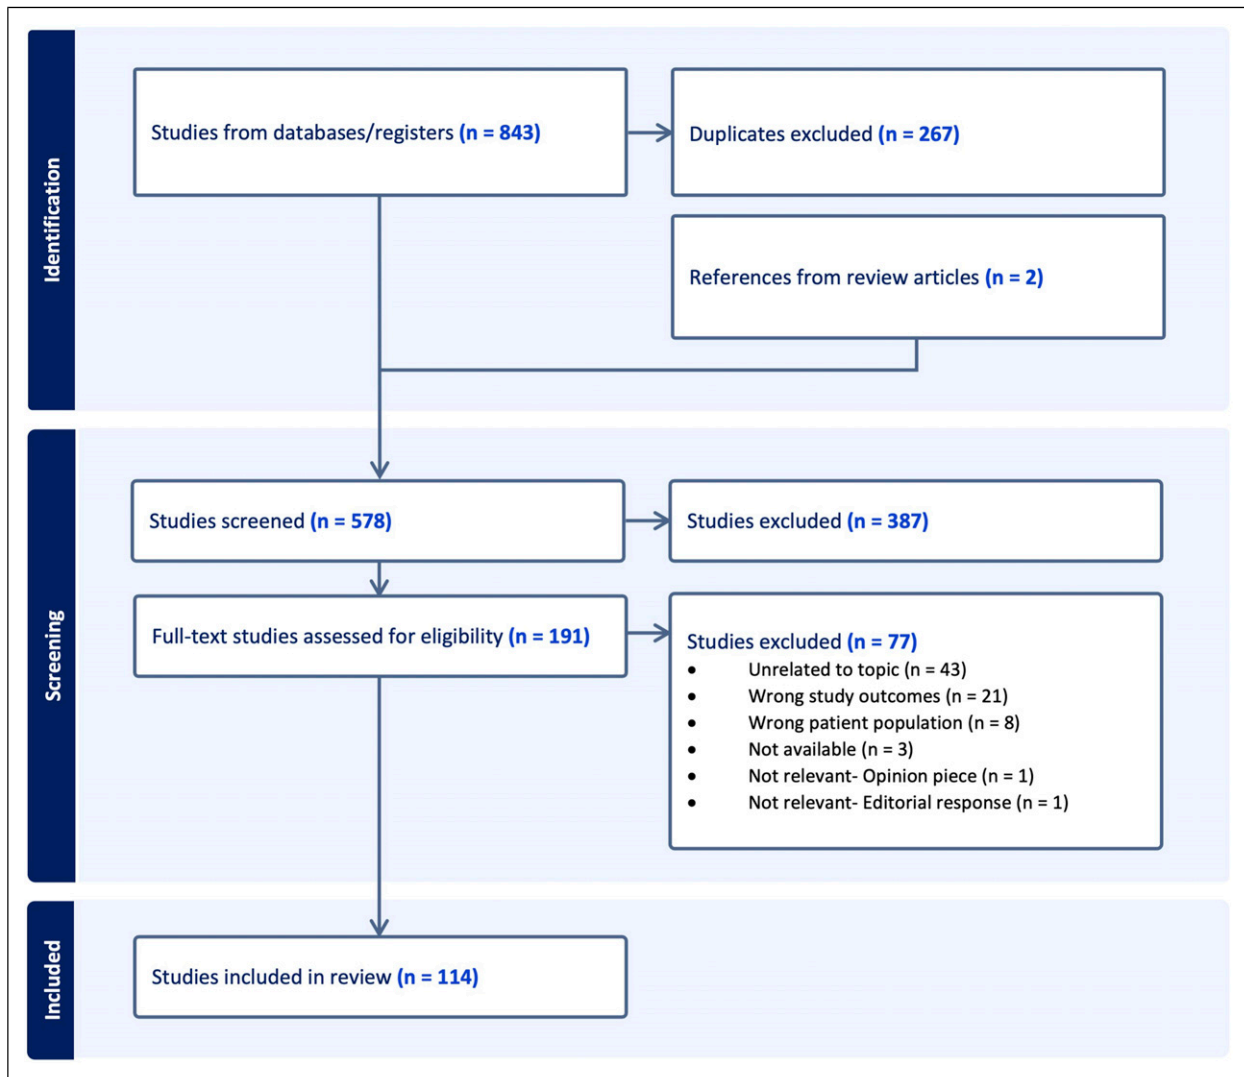 Identification
Studies from databases/registers (n = 843)
Duplicates excluded (n = 267)
References from review articles (n = 2)
Screening
Studies screened (n = 578)
Studies excluded (n = 387)
Full-text studies assessed for eligibility (n = 191)
Studies excluded (n = 77)
• Unrelated to topic (n = 43)
• Wrong study outcomes (n = 21)
• Wrong patient population (n = 8)
• Not available (n = 3)
• Not relevant- Opinion piece (n = 1)
• Not relevant- Editorial response (n = 1)
Included
Studies included in review (n = 114)